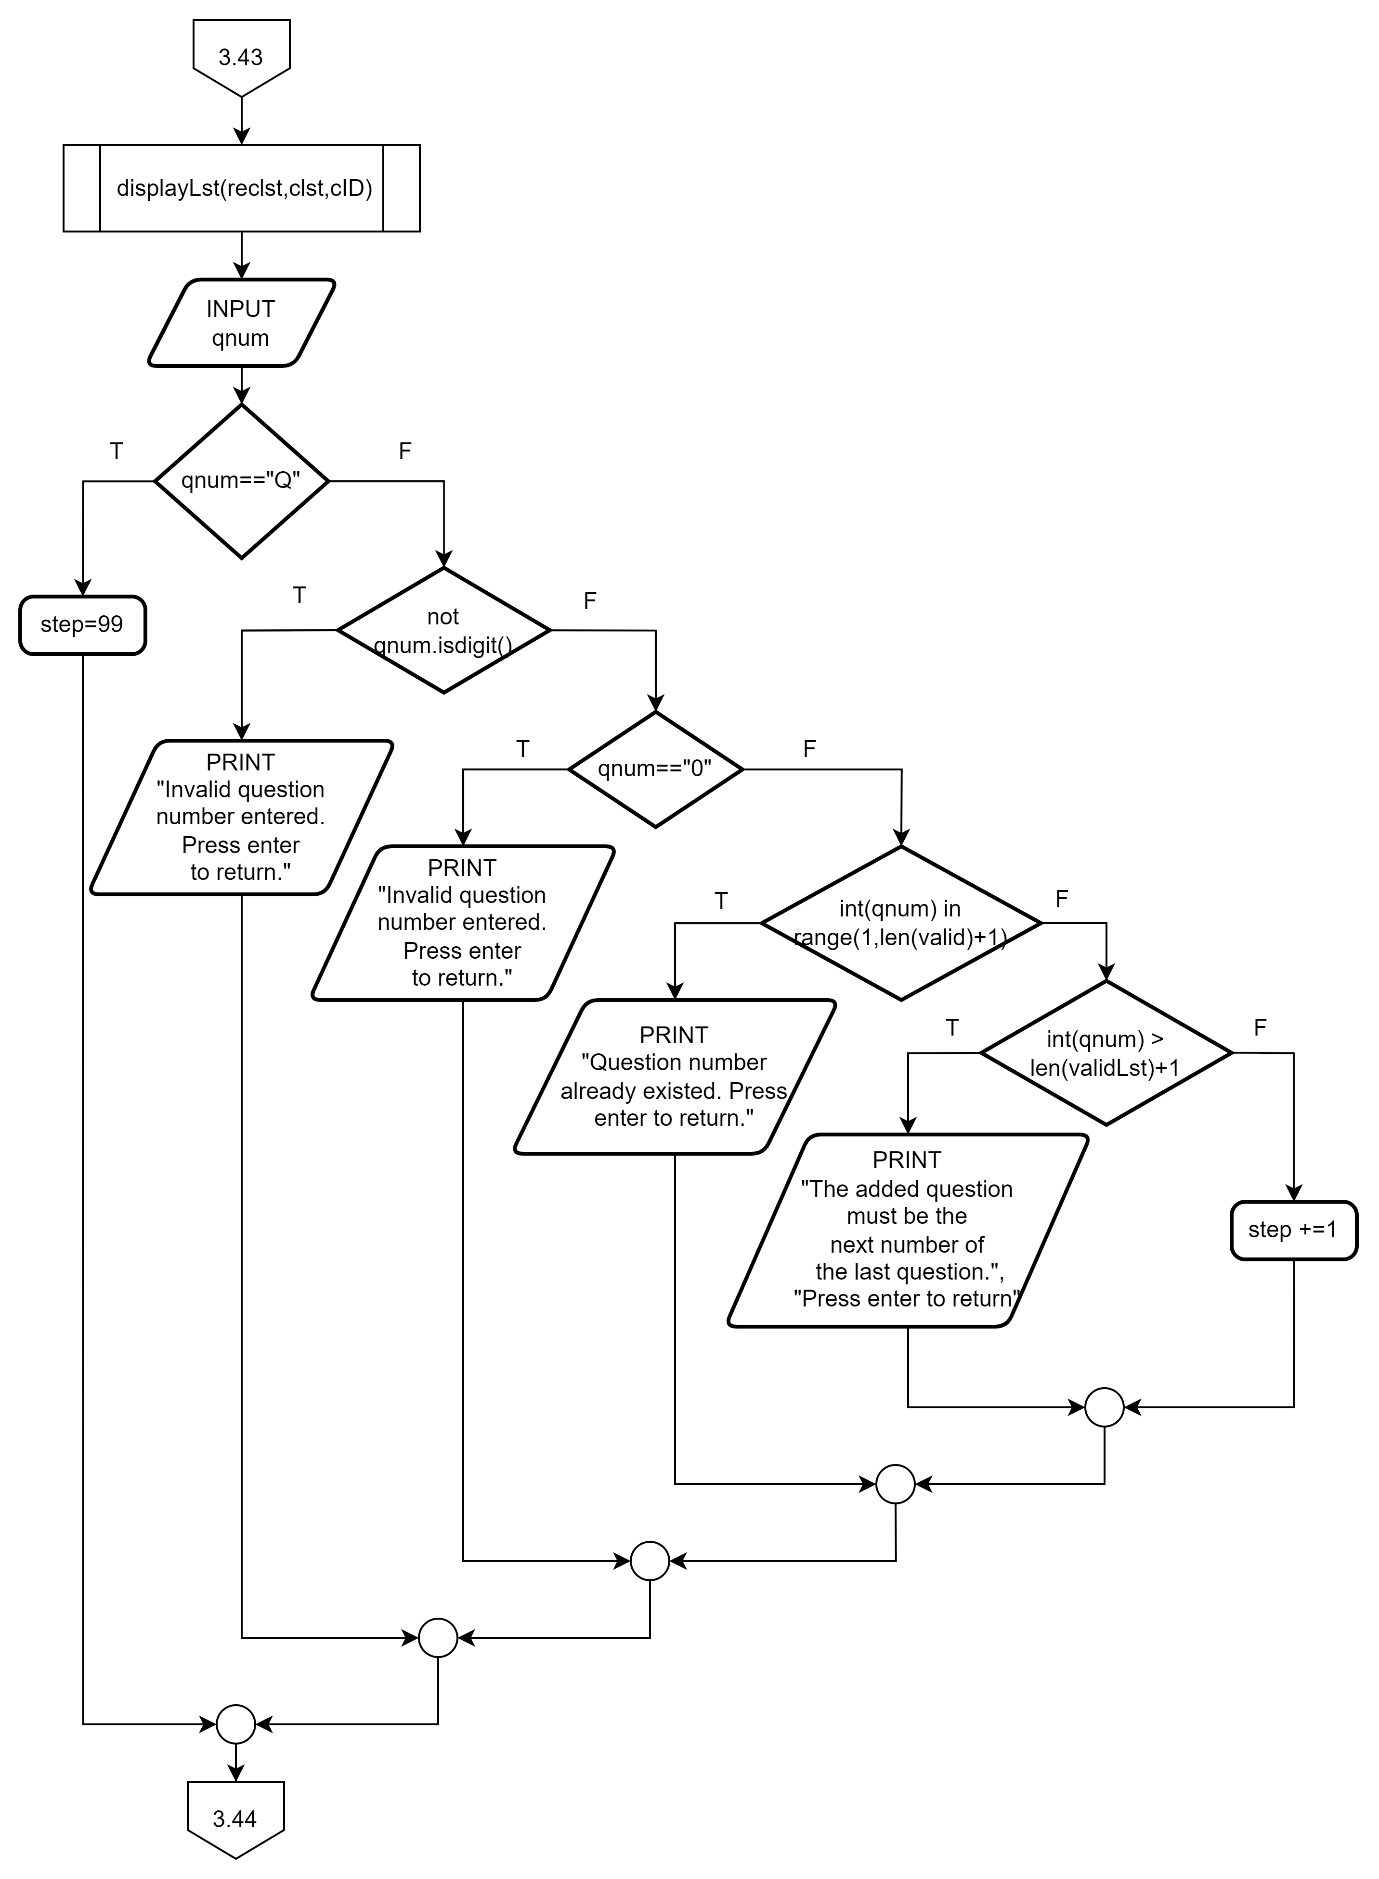 3.43
displayLst(reclst,clst,cID)
INPUT
qnum
T
F
qnum=="Q"
T
F
step=99
not
qnum.isdigit()
T
F
PRINT
"Invalid question
number entered.
Press enter
to return."
qnum=="0"
PRINT
"Invalid question
number entered.
Press enter
to return."
T
F
int(qnum) in
range(1,len(valid)+1)
T
F
PRINT
"Question number
already existed. Press
enter to return."
int(qnum) >
len(validLst)+1
PRINT
"The added question
must be the
next number of
the last question.",
"Press enter to return"
step +=1
3.44